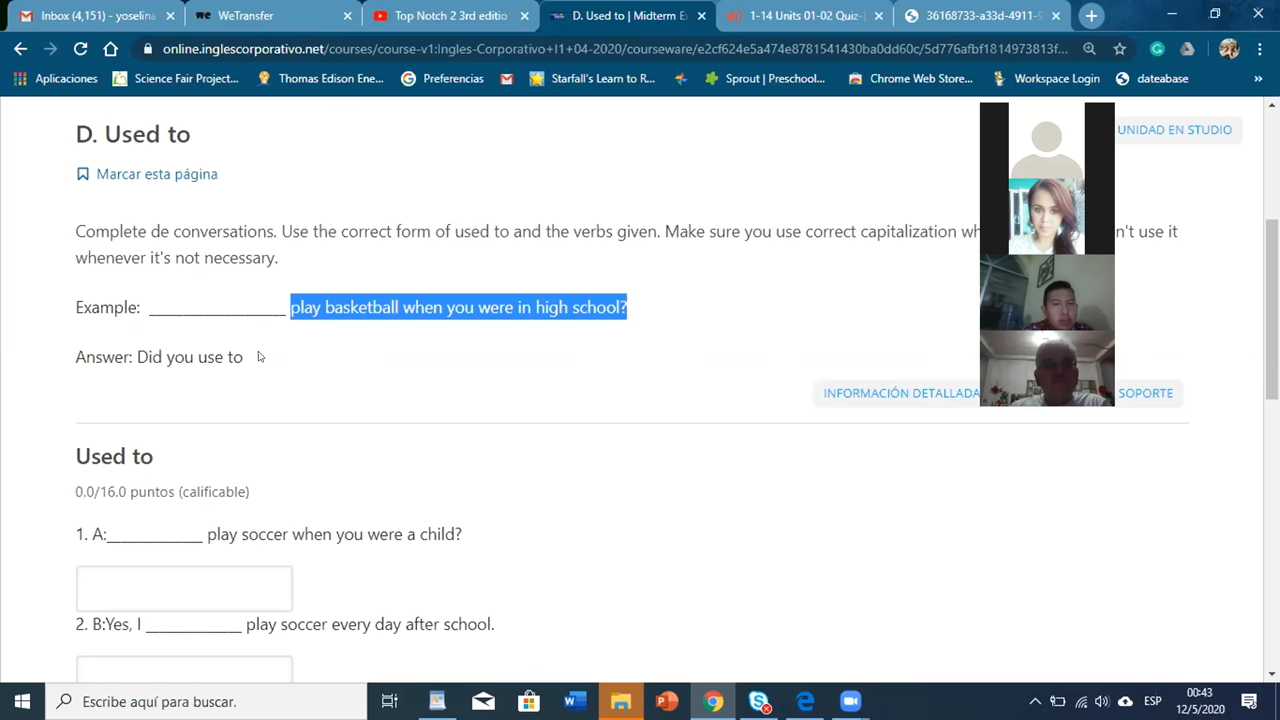 Inbox (4,151) - yoselina
WeTransfer
Top Notch 2 3rd editio
D. Used to | Midterm E
1-14 Units 01-02 Quiz-
36168733-a33d-4911-9
online.inglescorporativo.net/courses/course-v1:Ingles-Corporativo+I1+04-2020/courseware/e2cf624e5a474e8781541430ba0dd60c/5d776afbf1814973813f...
Aplicaciones
Science Fair Project...
Thomas Edison Ene...
Preferencias
Starfall's Learn to R...
Sprout | Preschool...
Chrome Web Store...
Workspace Login
dateabase
»
D. Used to
UNIDAD EN STUDIO
Marcar esta página
Complete de conversations. Use the correct form of used to and the verbs given. Make sure you use correct capitalization wh n't use it
whenever it's not necessary.
Example: ________________ play basketball when you were in high school?
Answer: Did you use to
INFORMACIÓN DETALLADA
SOPORTE
Used to
0.0/16.0 puntos (calificable)
1. A:___________ play soccer when you were a child?
2. B:Yes, I ___________ play soccer every day after school.
Escribe aquí para buscar.
ESP
00:43
12/5/2020